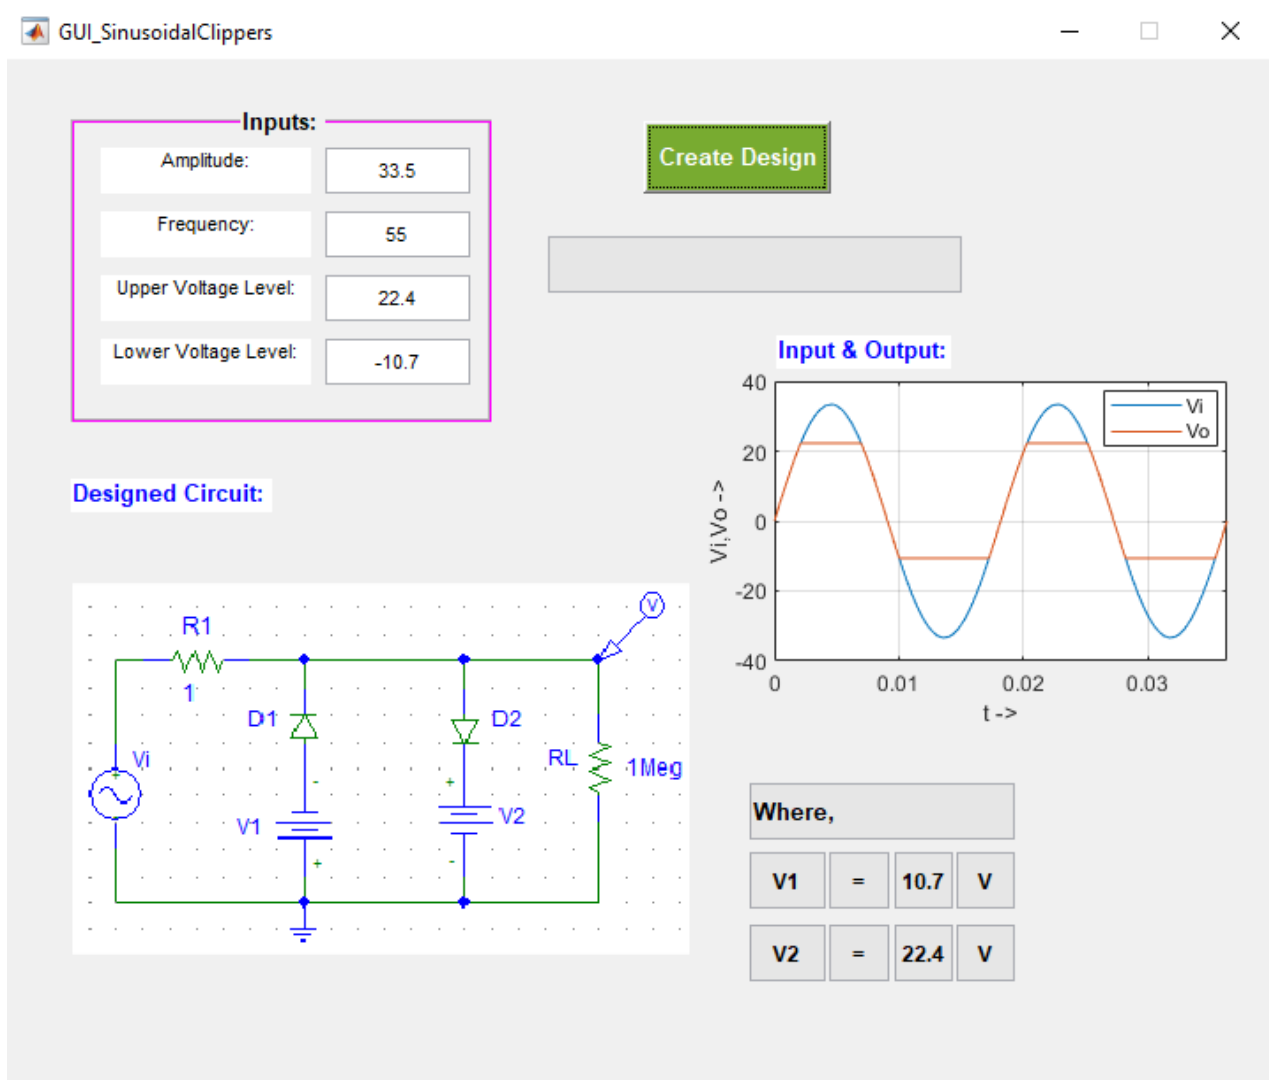 GUI_SinusoidalClippers
Inputs:
Amplitude: 33.5
Frequency: 55
Upper Voltage Level: 22.4
Lower Voltage Level: -10.7
Create Design
Input & Output:
Vi
Vo
40
20
0
-20
-40
Vi,Vo ->
0 0.01 0.02 0.03
t ->
Designed Circuit:
V
R1
1
D1
D2
Vi
RL
1Meg
+
-
+
V1
V2
+
-
-
Where,
V1 = 10.7 V
V2 = 22.4 V